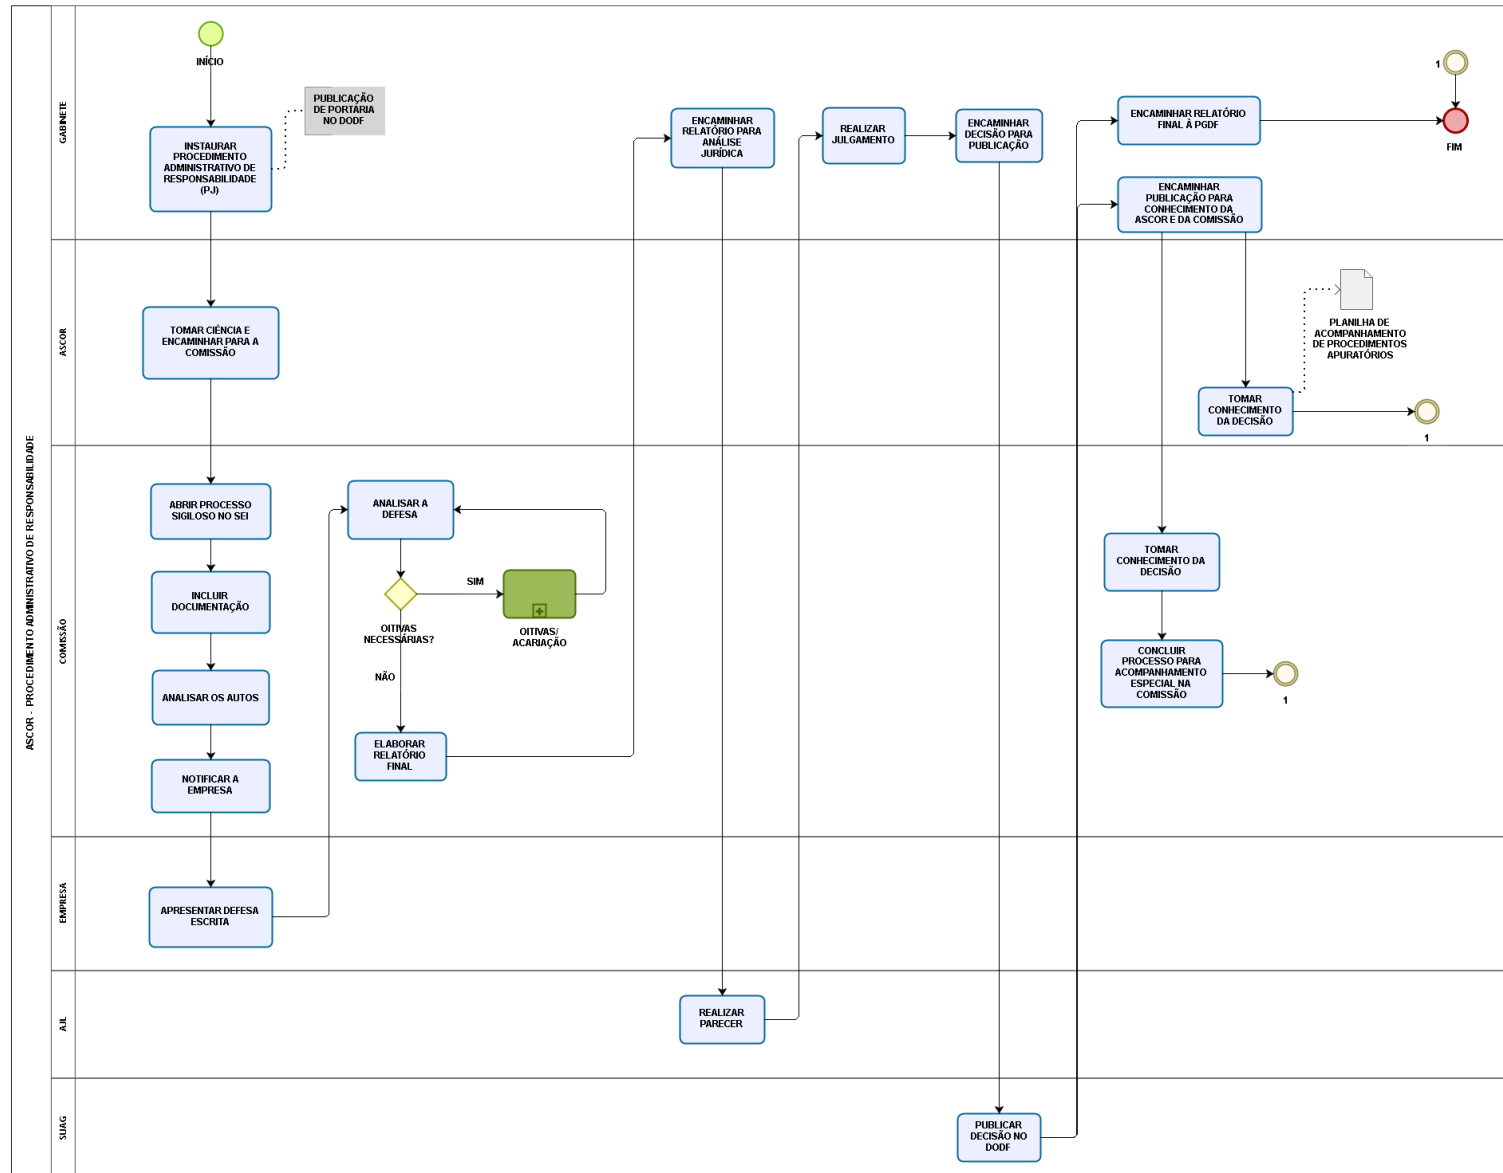 ASCOR - PROCEDIMENTO ADMINISTRATIVO DE RESPONSABILIDADE
GABINETE
INÍCIO
PUBLICAÇÃO
DE PORTARIA
NO DODF
INSTAURAR
PROCEDIMENTO
ADMINISTRATIVO DE
RESPONSABILIDADE
(PJ)
ENCAMINHAR
RELATÓRIO PARA
ANÁLISE
JURÍDICA
REALIZAR
JULGAMENTO
ENCAMINHAR
DECISÃO PARA
PUBLICAÇÃO
ENCAMINHAR RELATÓRIO
FINAL À PGDF
1
FIM
ENCAMINHAR
PUBLICAÇÃO PARA
CONHECIMENTO DA
ASCOR E DA COMISSÃO
ASCOR
TOMAR CIÊNCIA E
ENCAMINHAR PARA A
COMISSÃO
PLANILHA DE
ACOMPANHAMENTO
DE PROCEDIMENTOS
APURATÓRIOS
TOMAR
CONHECIMENTO
DA DECISÃO
1
COMISSÃO
ABRIR PROCESSO
SIGILOSO NO SEI
INCLUIR
DOCUMENTAÇÃO
ANALISAR OS AUTOS
NOTIFICAR A
EMPRESA
ANALISAR A
DEFESA
SIM
OITIVAS
NECESSÁRIAS?
OITIVAS/
ACARIAÇÃO
NÃO
ELABORAR
RELATÓRIO
FINAL
TOMAR
CONHECIMENTO DA
DECISÃO
CONCLUIR
PROCESSO PARA
ACOMPANHAMENTO
ESPECIAL NA
COMISSÃO
1
EMPRESA
APRESENTAR DEFESA
ESCRITA
AJL
REALIZAR
PARECER
SUAG
PUBLICAR
DECISÃO NO
DODF